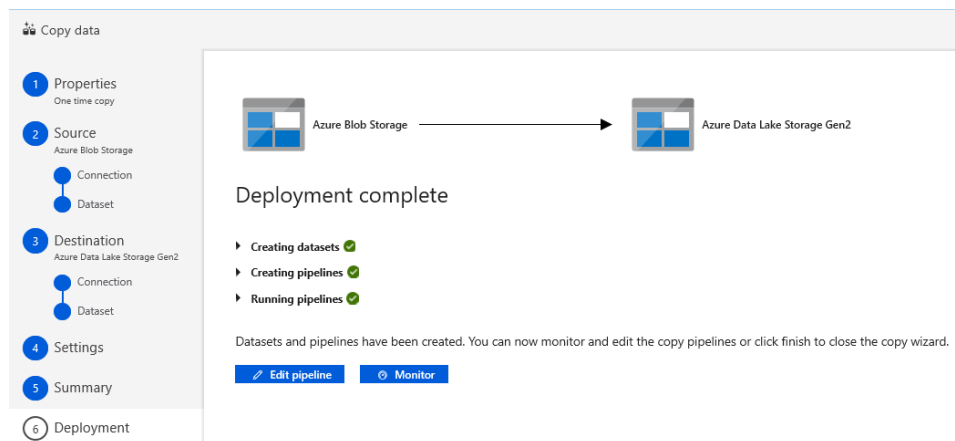 Copy data
1 Properties
One time copy
2 Source
Azure Blob Storage
Connection
Dataset
3 Destination
Azure Data Lake Storage Gen2
Connection
Dataset
4 Settings
5 Summary
6 Deployment
Azure Blob Storage
Azure Data Lake Storage Gen2
Deployment complete
Creating datasets
Creating pipelines
Running pipelines
Datasets and pipelines have been created. You can now monitor and edit the copy pipelines or click finish to close the copy wizard.
Edit pipeline
Monitor